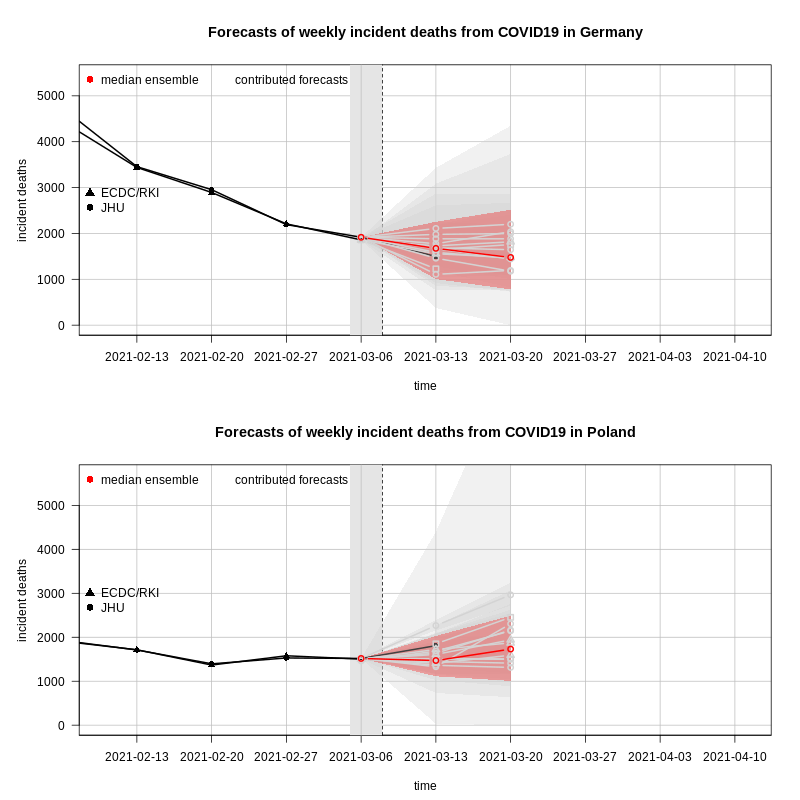 Forecasts of weekly incident deaths from COVID19 in Germany
median ensemble contributed forecasts
5000
4000
3000
2000
1000
0
incident deaths
ECDC/RKI
JHU
2021-02-13 2021-02-20 2021-02-27 2021-03-06 2021-03-13 2021-03-20 2021-03-27 2021-04-03 2021-04-10
time
Forecasts of weekly incident deaths from COVID19 in Poland
median ensemble contributed forecasts
5000
4000
3000
2000
1000
0
incident deaths
ECDC/RKI
JHU
2021-02-13 2021-02-20 2021-02-27 2021-03-06 2021-03-13 2021-03-20 2021-03-27 2021-04-03 2021-04-10
time